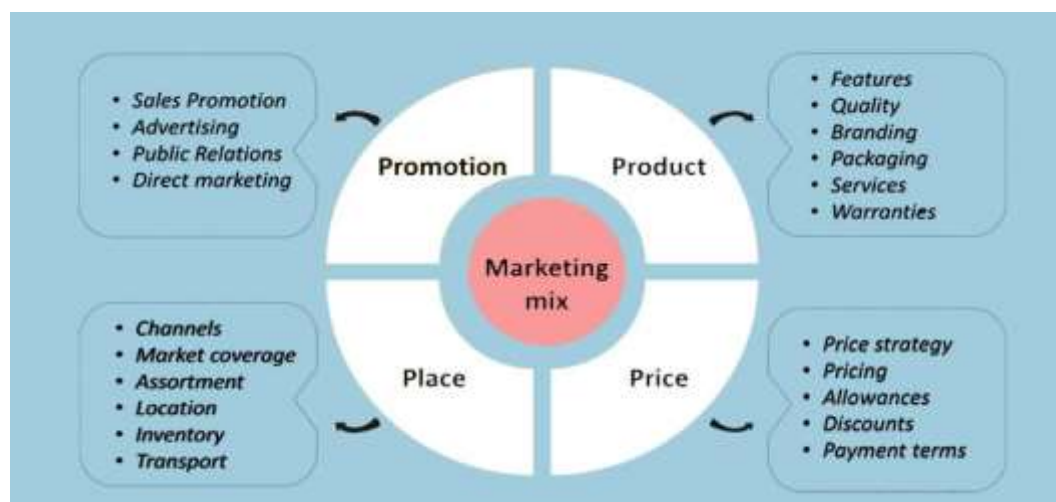 • Sales Promotion
• Advertising
• Public Relations
• Direct marketing
Promotion
Product
• Features
• Quality
• Branding
• Packaging
• Services
• Warranties
Marketing
mix
• Channels
• Market coverage
• Assortment
• Location
• Inventory
• Transport
Place
Price
• Price strategy
• Pricing
• Allowances
• Discounts
• Payment terms